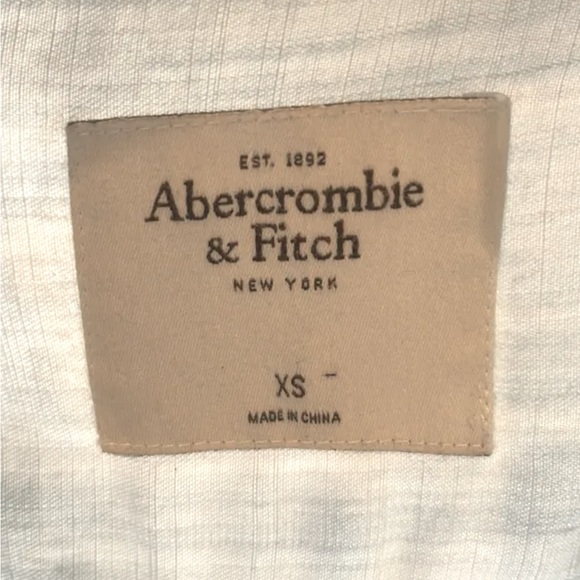 EST. 1892
Abercrombie
& Fitch
NEW YORK
XS
MADE IN CHINA